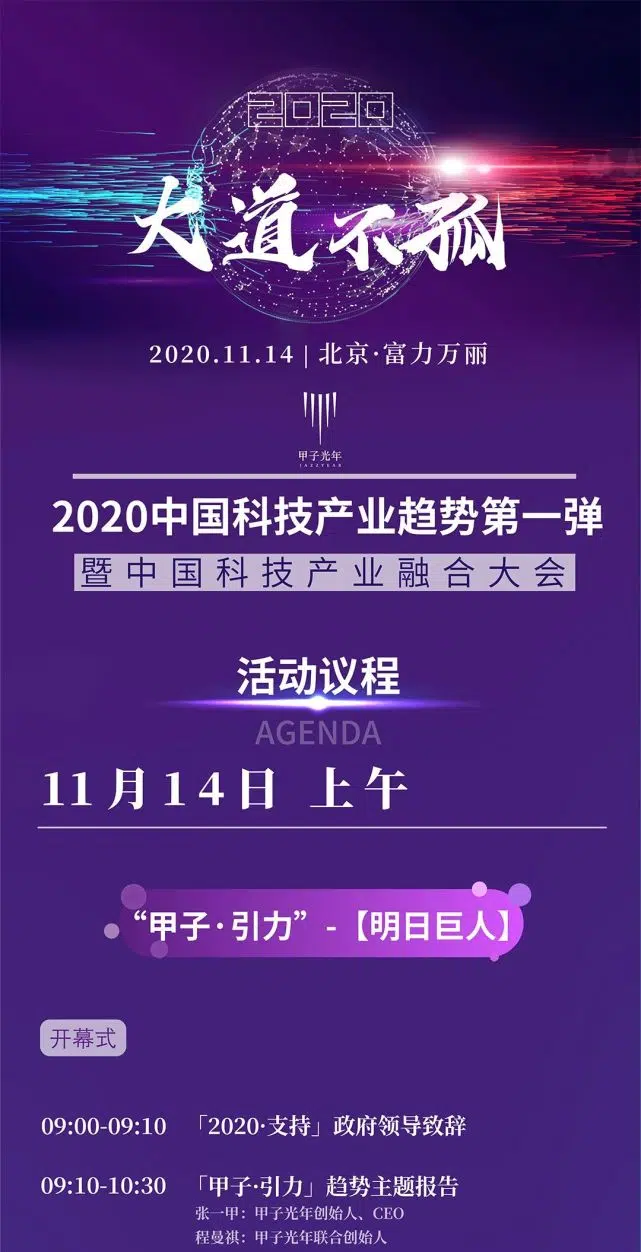 2020
大道不孤
2020.11.14 | 北京·富力万丽
甲子光年
JAZZYEAR
2020中国科技产业趋势第一弹
暨中国科技产业融合大会
活动议程
AGENDA
11月14日 上午
“甲子·引力”-【明日巨人】
开幕式
09:00-09:10 「2020·支持」政府领导致辞
09:10-10:30 「甲子·引力」趋势主题报告
张一甲：甲子光年创始人、CEO
程曼祺：甲子光年联合创始人